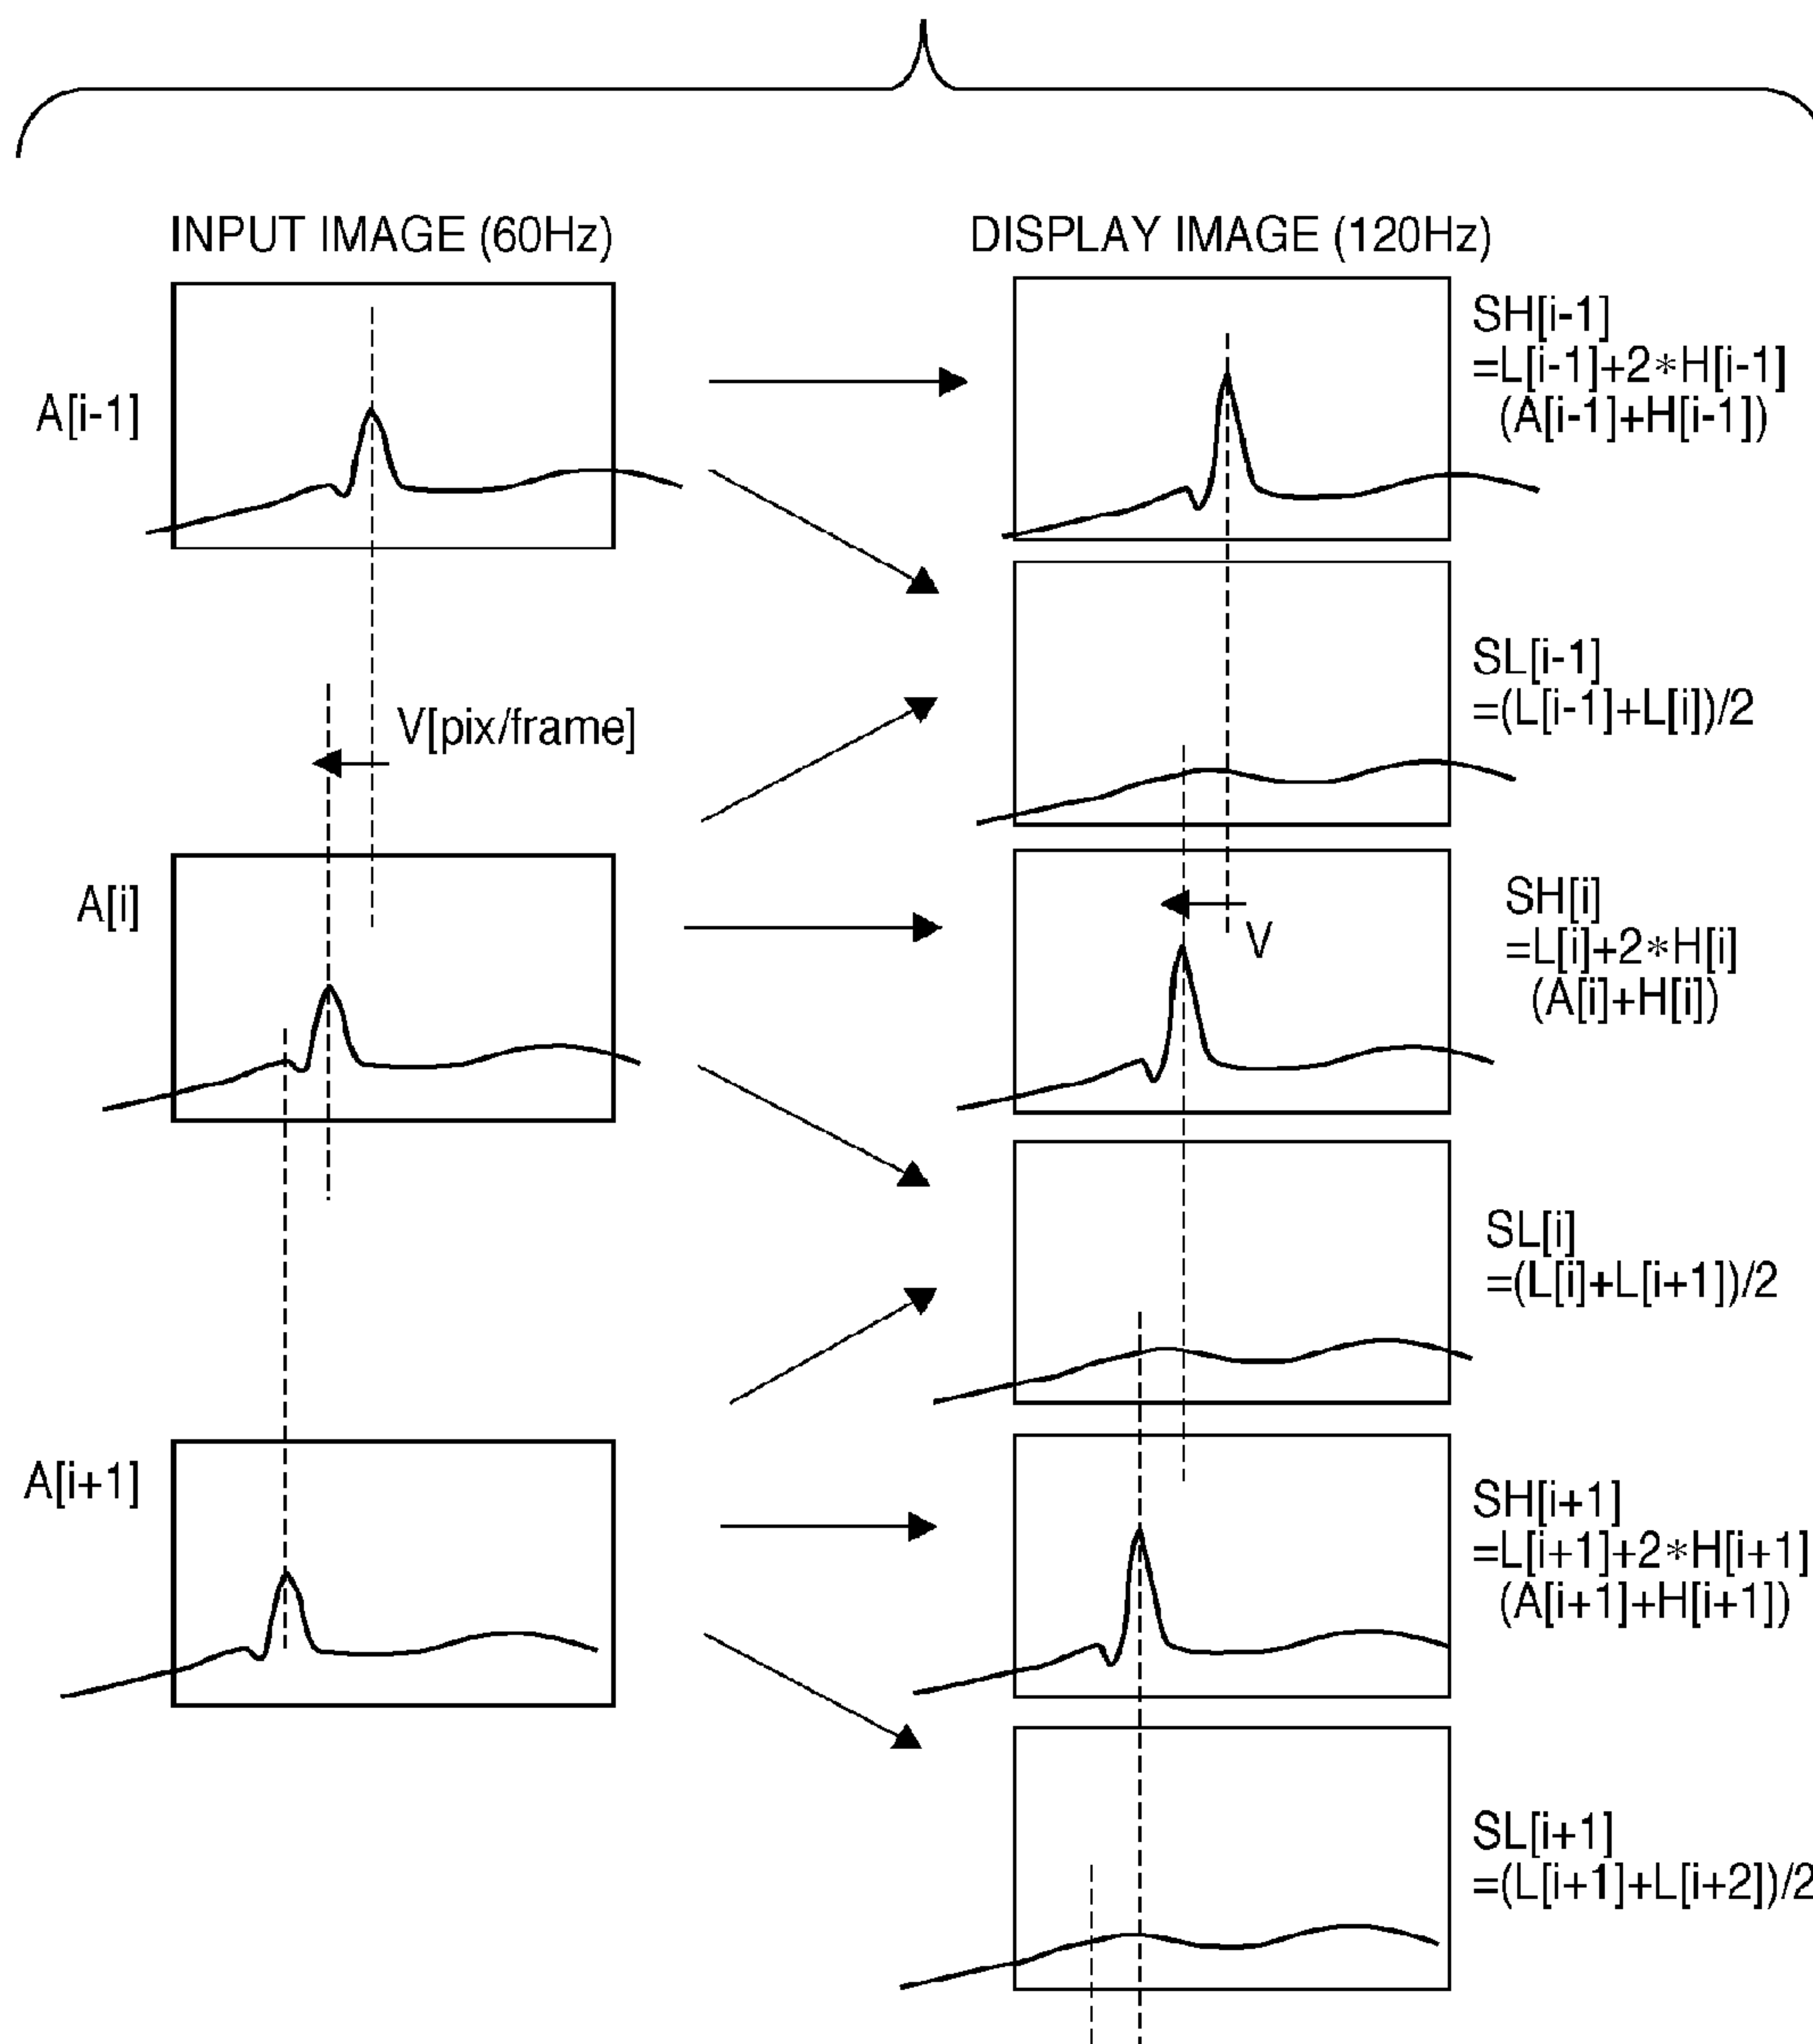 INPUT IMAGE (60Hz)
DISPLAY IMAGE (120Hz)
A[i-1]
SH[i-1]
=L[i-1]+2*H[i-1]
(A[i-1]+H[i-1])
SL[i-1]
=(L[i-1]+L[i])/2
V[pix/frame]
A[i]
SH[i]
=L[i]+2*H[i]
(A[i]+H[i])
V
SL[i]
=(L[i]+L[i+1])/2
A[i+1]
SH[i+1]
=L[i+1]+2*H[i+1]
(A[i+1]+H[i+1])
SL[i+1]
=(L[i+1]+L[i+2])/2